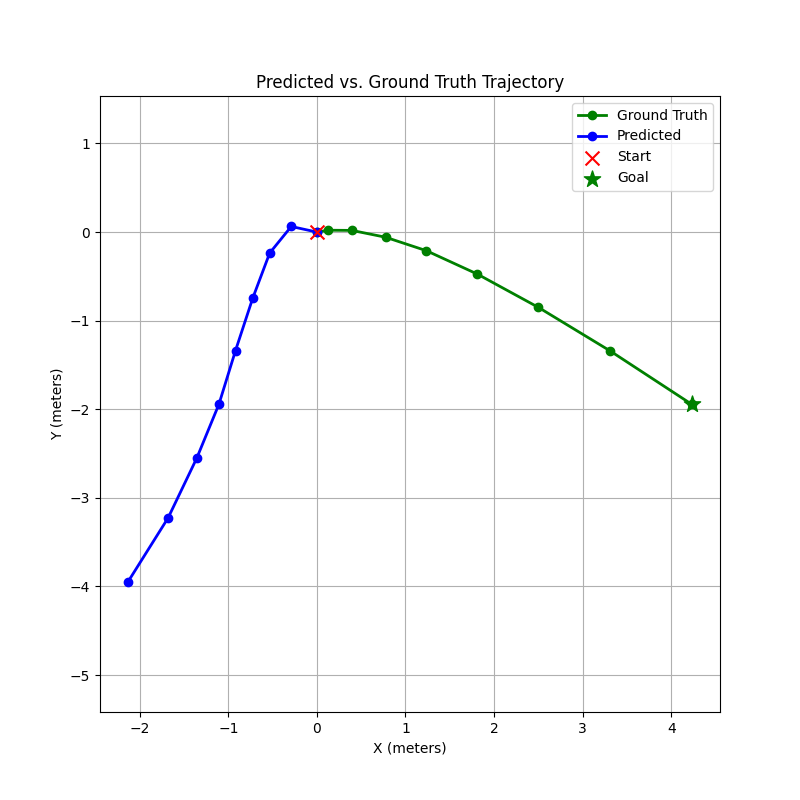 Predicted vs. Ground Truth Trajectory
Ground Truth
Predicted
Start
Goal
1
0
−1
−2
−3
−4
−5
Y (meters)
−2 −1 0 1 2 3 4
X (meters)